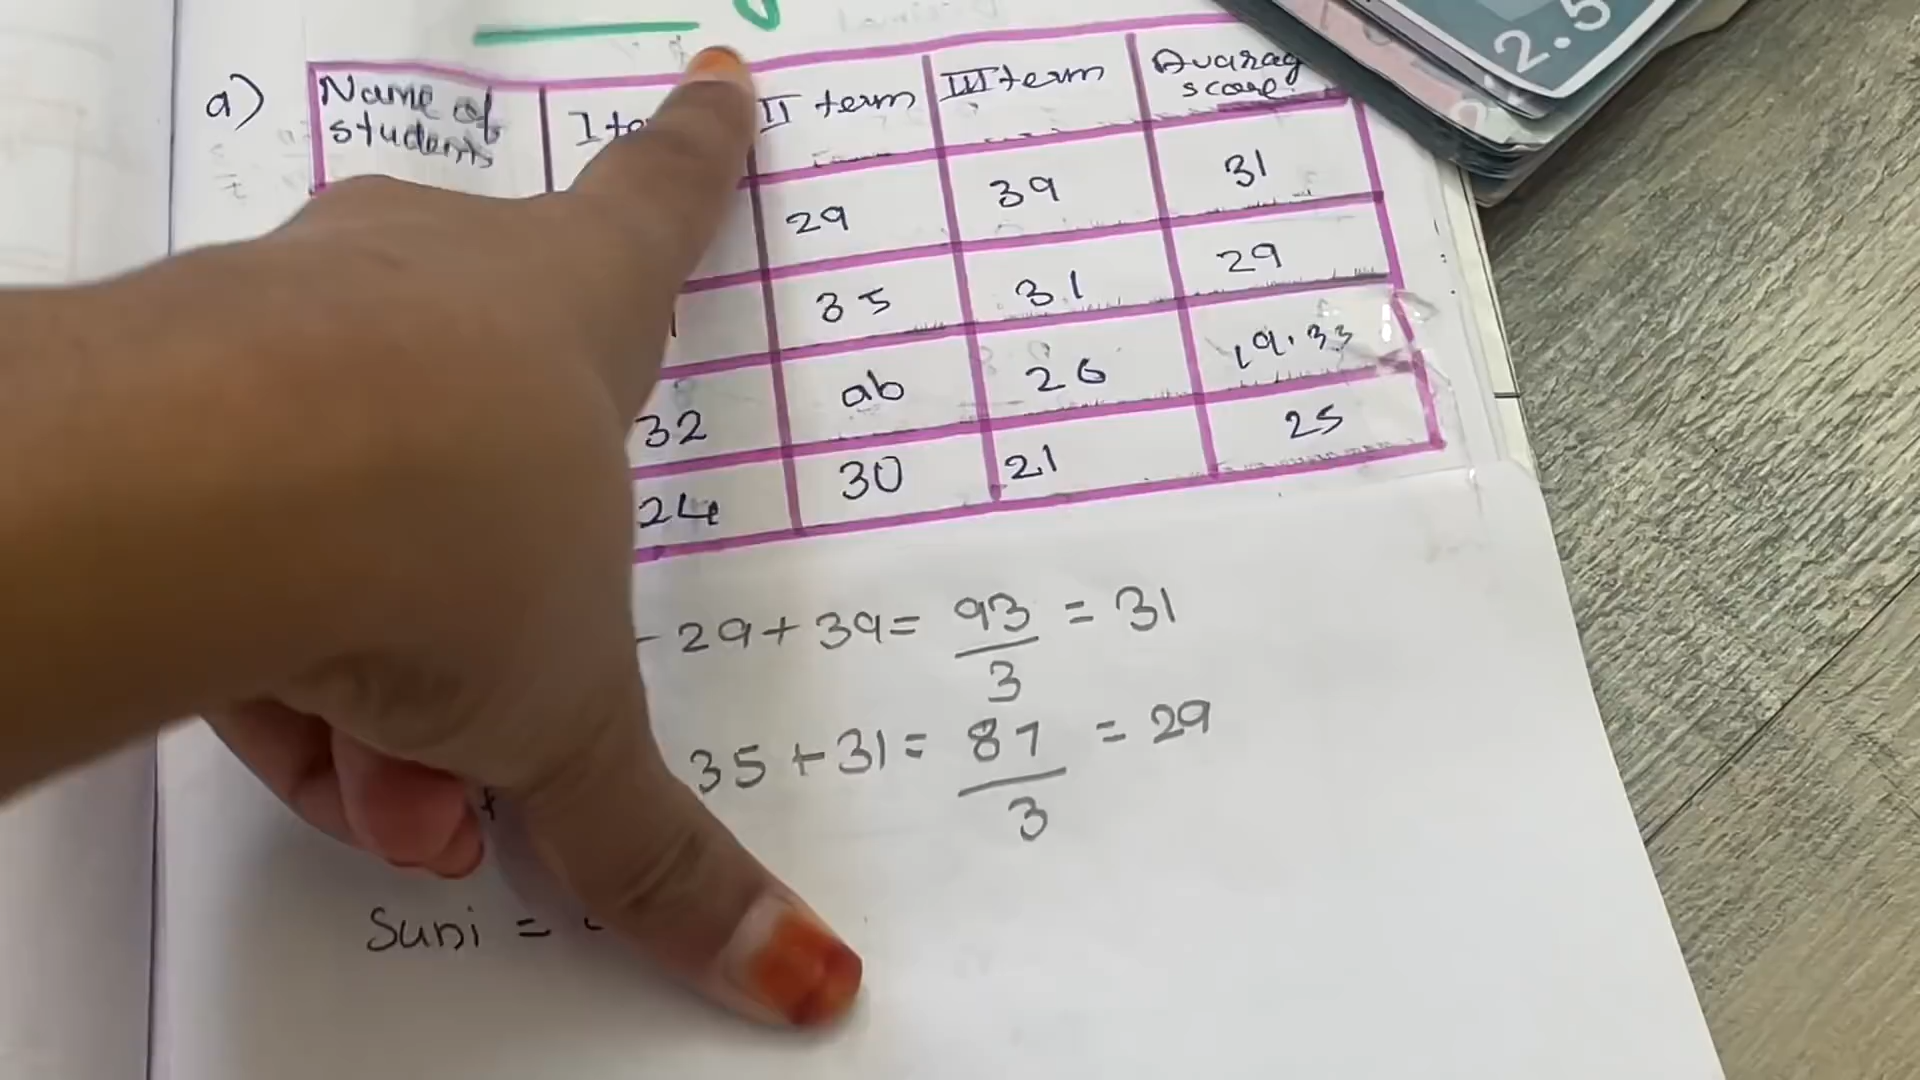 2.5
a) Name of students I te II term III term Avarag score.
29 39 31
35 31 29
32 ab 26 19.33
24 30 21 25
- 29 + 39 = 93/3 = 31
35 + 31 = 87/3 = 29
Suni =